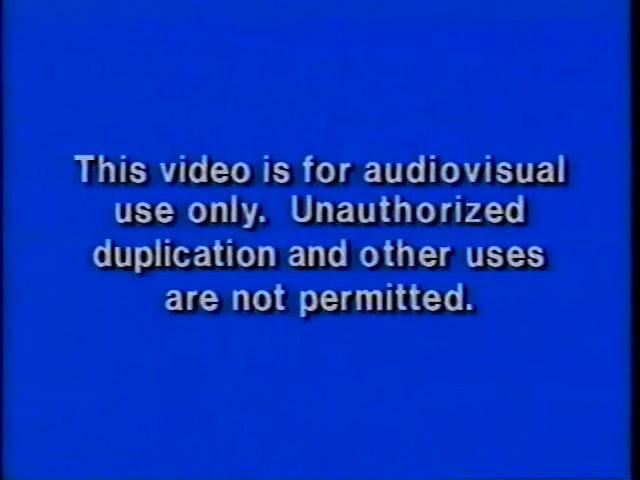 This video is for audiovisual
use only.  Unauthorized
duplication and other uses
are not permitted.